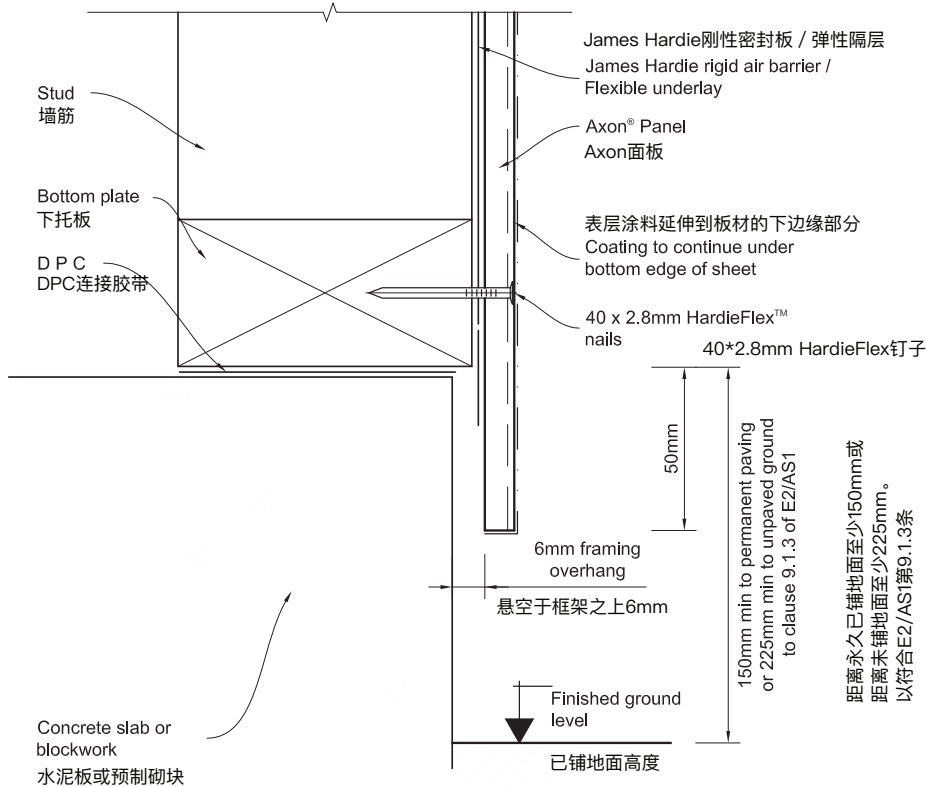 James Hardie刚性密封板 / 弹性隔层
James Hardie rigid air barrier /
Flexible underlay
Stud
墙筋
Axon® Panel
Axon面板
Bottom plate
下托板
表层涂料延伸到板材的下边缘部分
Coating to continue under
bottom edge of sheet
D P C
DPC连接胶带
40 x 2.8mm HardieFlex™
nails
40*2.8mm HardieFlex钉子
50mm
150mm min to permanent paving
or 225mm min to unpaved ground
to clause 9.1.3 of E2/AS1
距离永久已铺地面至少150mm或
距离未铺地面至少225mm。
以符合E2/AS1第9.1.3条
6mm framing
overhang
悬空于框架之上6mm
Finished ground
level
已铺地面高度
Concrete slab or
blockwork
水泥板或预制砌块